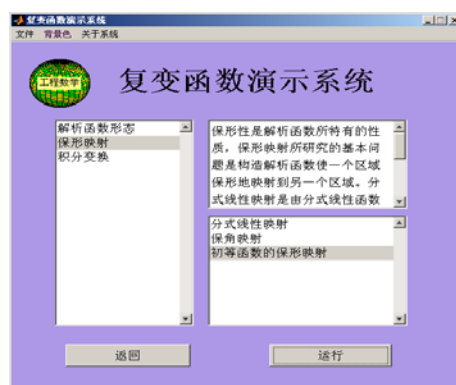 复变函数演示系统
文件 背景色 关于系统
工程数学
复变函数演示系统
解析函数形态
保形映射
积分变换
保形性是解析函数所特有的性
质，保形映射所研究的基本问
题是构造解析函数使一个区域
保形地映射到另一个区域。分
式线性映射是由分式线性函数
分式线性映射
保角映射
初等函数的保形映射
返回
运行